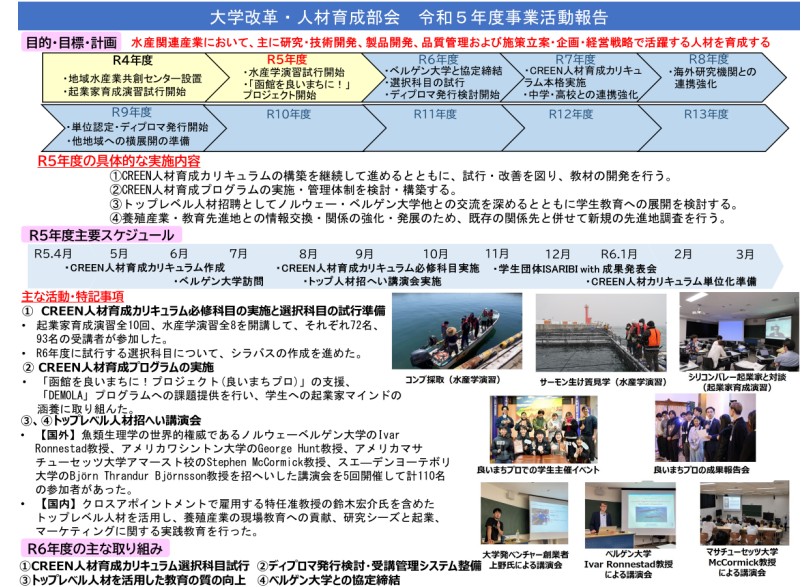 大学改革・人材育成部会　令和５年度事業活動報告
目的・目標・計画　水産関連産業において、主に研究・技術開発、製品開発、品質管理および施策立案・企画・経営戦略で活躍する人材を育成する
R4年度
・地域水産業共創センター設置
・起業家育成演習試行開始
R5年度
・水産学演習試行開始
・「函館を良いまちに！」
プロジェクト開始
R6年度
・ベルゲン大学と協定締結
・選択科目の試行
・ディプロマ発行検討開始
R7年度
・CREEN人材育成カリキュ
ラム本格実施
・中学・高校との連携強化
R8年度
・海外研究機関との
連携強化
R9年度
・単位認定・ディプロマ発行開始
・他地域への横展開の準備
R10年度
R11年度
R12年度
R13年度
R5年度の具体的な実施内容
①CREEN人材育成カリキュラムの構築を継続して進めるとともに、試行・改善を図り、教材の開発を行う。
②CREEN人材育成プログラムの実施・管理体制を検討・構築する。
③トップレベル人材招聘としてノルウェー・ベルゲン大学他との交流を深めるとともに学生教育への展開を検討する。
④養殖産業・教育先進地との情報交換・関係の強化・発展のため、既存の関係先と併せて新規の先進地調査を行う。
R5年度主要スケジュール
R5.4月　5月　6月　7月　8月　9月　10月　11月　12月　R6.1月　2月　3月
・CREEN人材育成カリキュラム作成　・CREEN人材育成カリキュラム必修科目実施　・学生団体ISARIBI with 成果発表会
・ベルゲン大学訪問　・トップ人材招へい講演会実施　・CREEN人材育成カリキュラム単位化準備
主な活動・特記事項
① CREEN人材育成カリキュラム必修科目の実施と選択科目の試行準備
• 起業家育成演習全10回、水産学演習全8を開講して、それぞれ72名、
93名の受講者が参加した。
• R6年度に試行する選択科目について、シラバスの作成を進めた。
② CREEN人材育成プログラムの実施
• 「函館を良いまちに！プロジェクト(良いまちプロ)」の支援、
「DEMOLA」プログラムへの課題提供を行い、学生への起業家マインドの
涵養に取り組んだ。
③、④トップレベル人材招へい講演会
• 【国外】魚類生理学の世界的権威であるノルウェーベルゲン大学のIvar
Ronnestad教授、アメリカワシントン大学のGeorge Hunt教授、アメリカマサ
チューセッツ大学アマースト校のStephen McCormick教授、スエーデンヨーテボリ
大学のBjörn Thrandur Björnsson教授を招へいした講演会を5回開催して計110名
の参加者があった。
• 【国内】クロスアポイントメントで雇用する特任准教授の鈴木宏介氏を含めた
トップレベル人材を活用し、養殖産業の現場教育への貢献、研究シーズと起業、
マーケティングに関する実践教育を行った。
コンブ採取（水産学演習）
サーモン生け簀見学（水産学演習）
シリコンバレー起業家と対談
（起業家育成演習）
良いまちプロでの学生主催イベント
良いまちプロの成果報告会
大学発ベンチャー創業者
上野氏による講演会
ベルゲン大学
Ivar Ronnestad教授
による講演会
マサチューセッツ大学
McCormick教授
による講演会
R6年度の主な取り組み
①CREEN人材育成カリキュラム選択科目試行　②ディプロマ発行検討・受講管理システム整備
③トップレベル人材を活用した教育の質の向上　④ベルゲン大学との協定締結